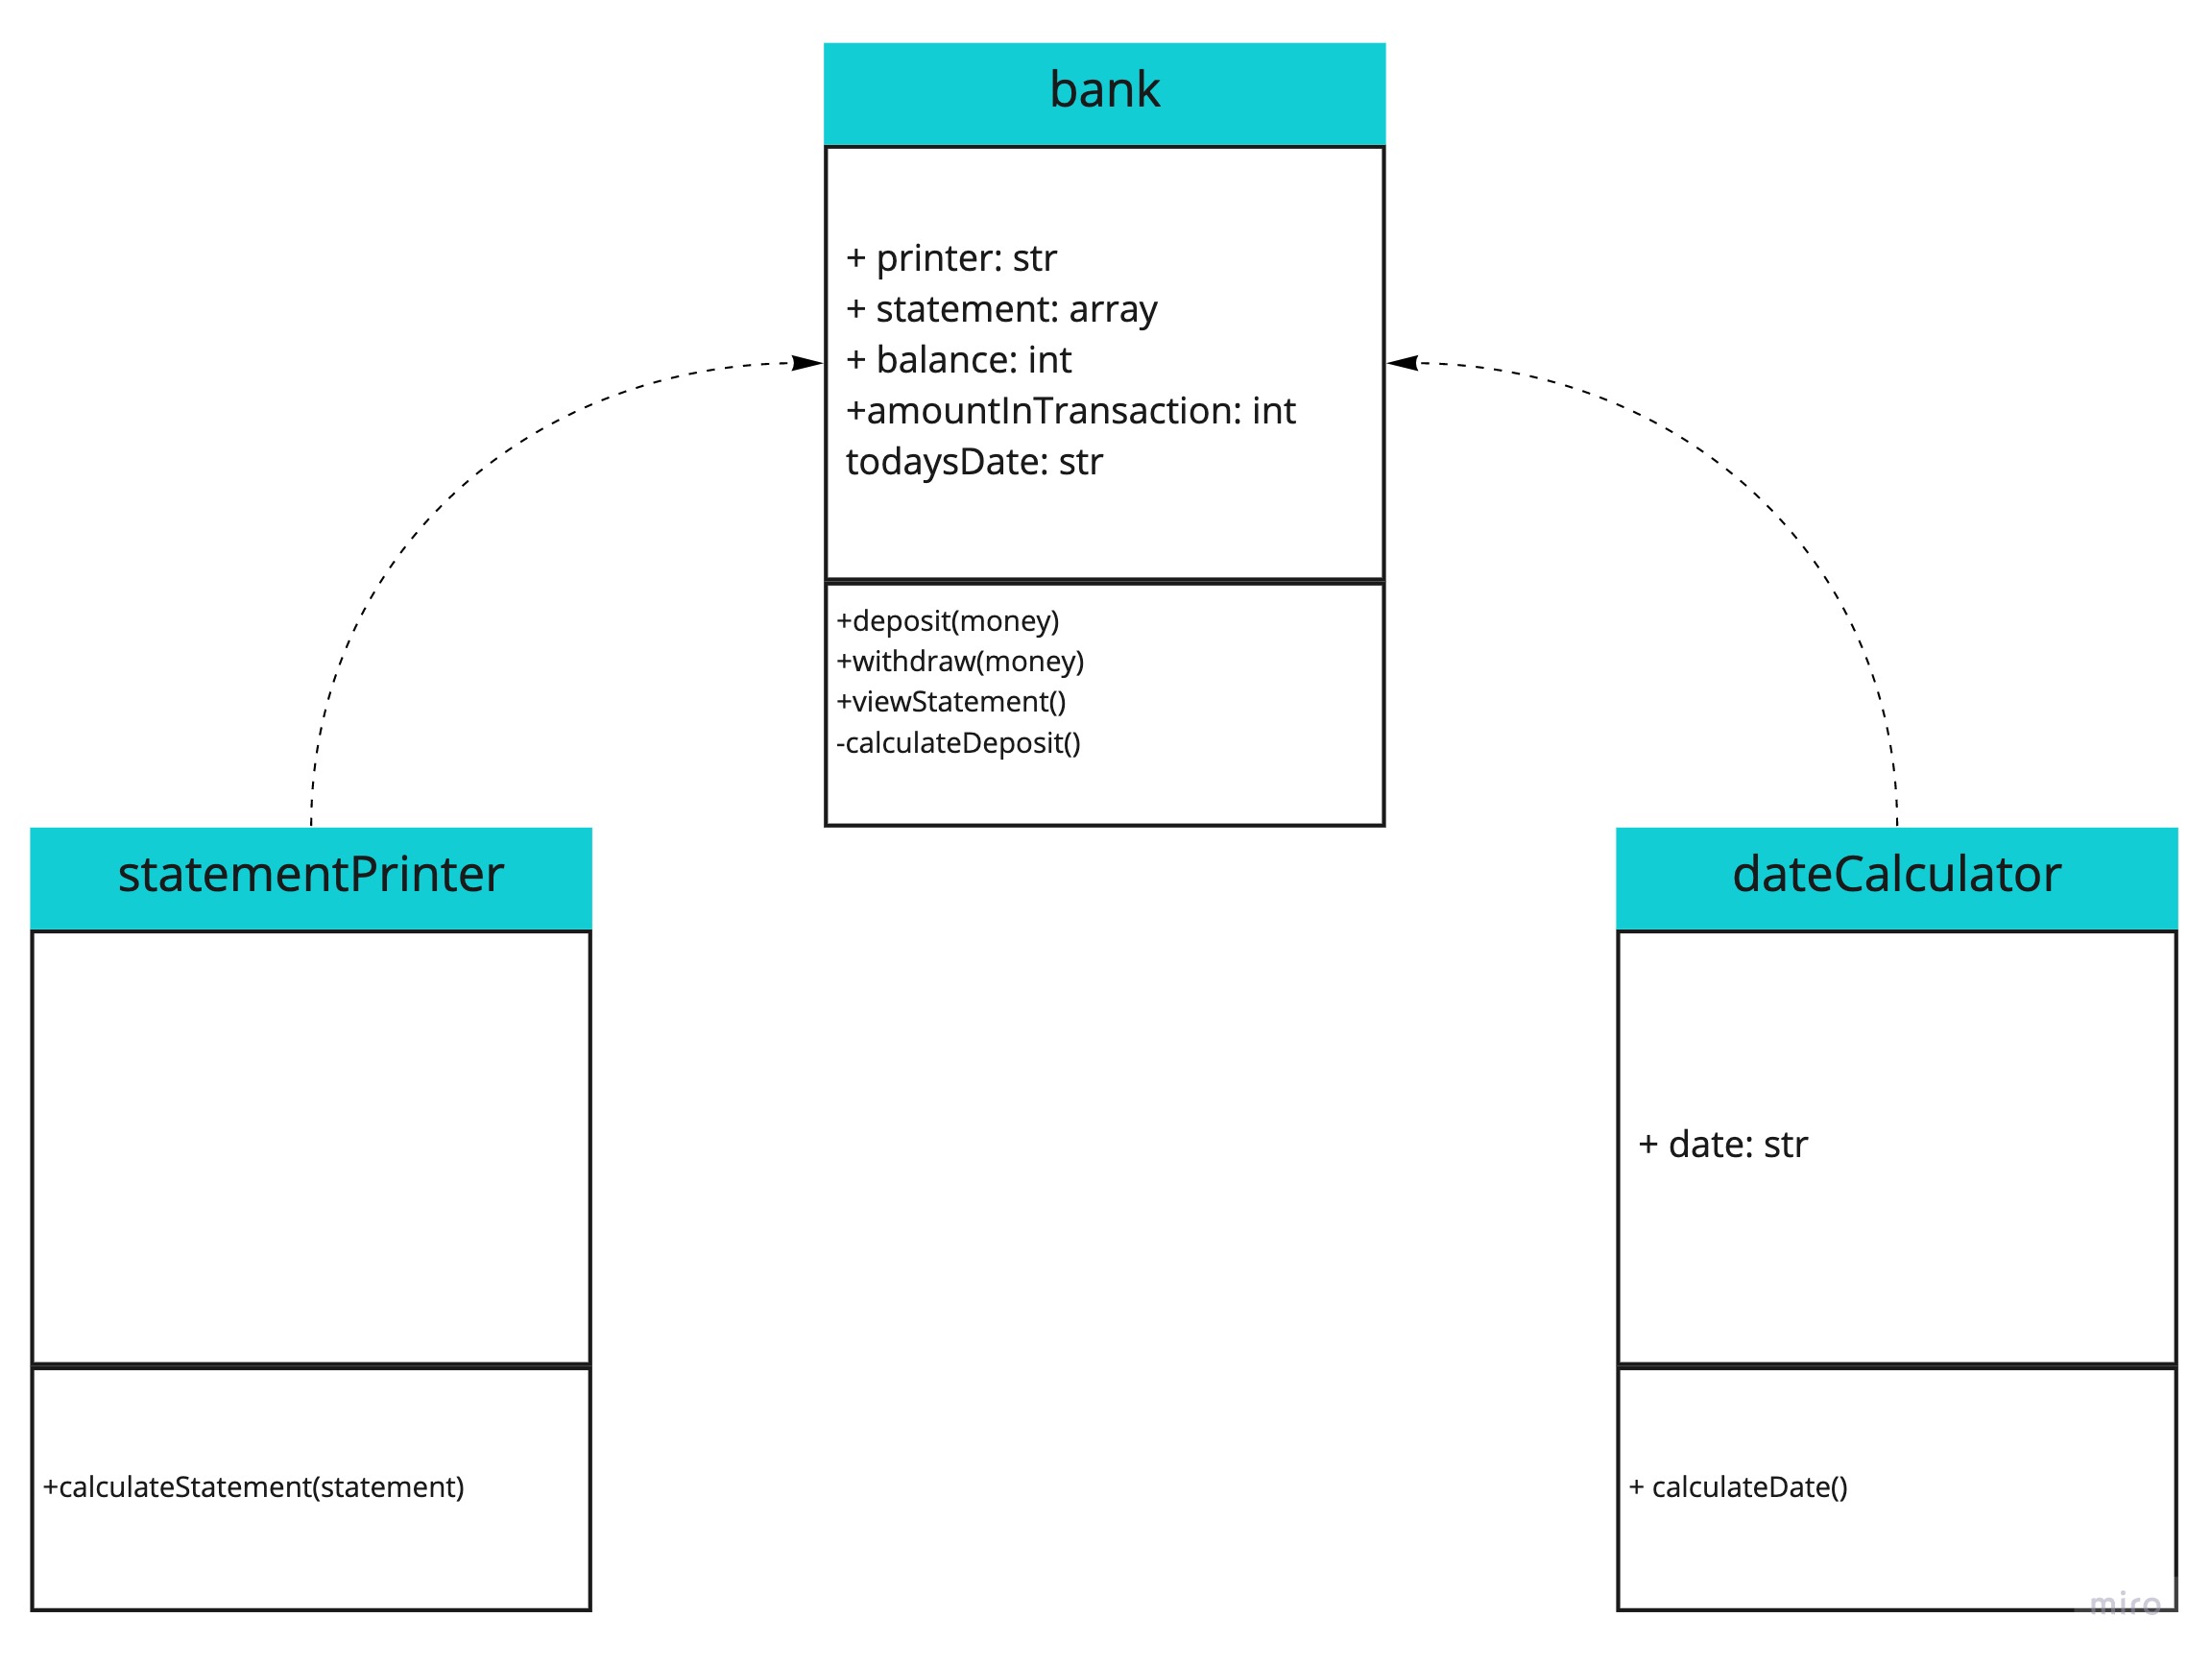 bank
+ printer: str
+ statement: array
+ balance: int
+amountInTransaction: int
todaysDate: str
+deposit(money)
+withdraw(money)
+viewStatement()
-calculateDeposit()
statementPrinter
+calculateStatement(statement)
dateCalculator
+ date: str
+ calculateDate()
miro